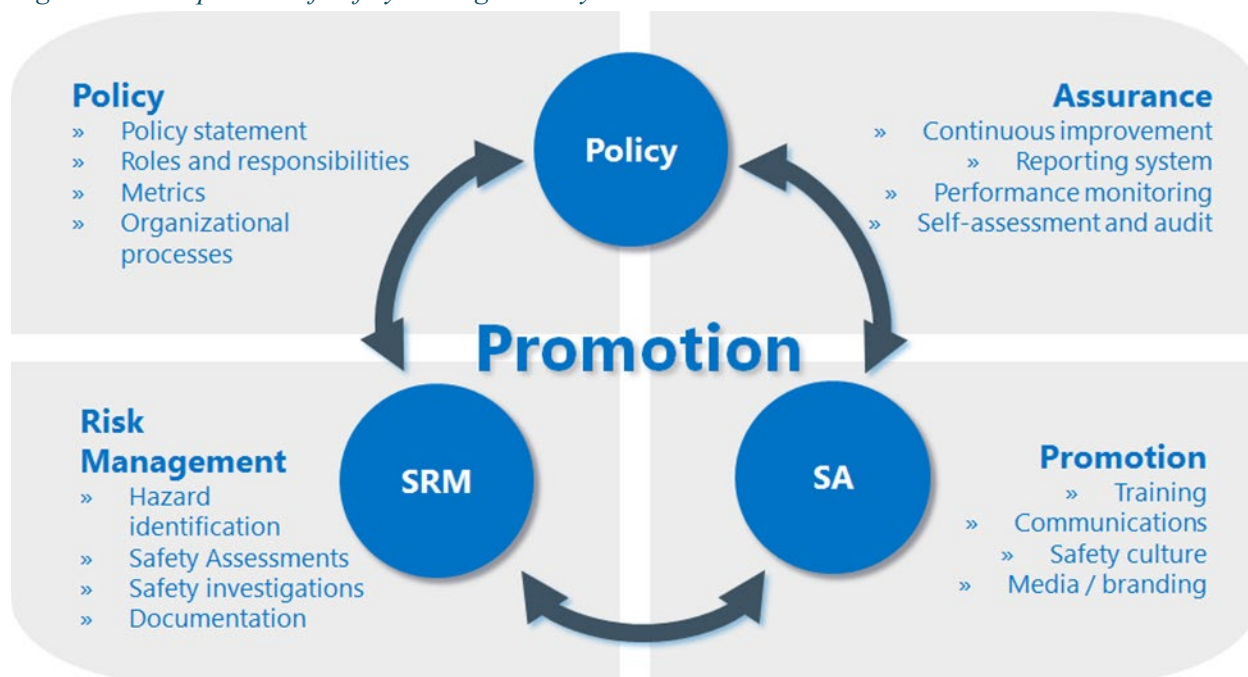 Policy
» Policy statement
» Roles and responsibilities
» Metrics
» Organizational
processes
Policy
Assurance
» Continuous improvement
» Reporting system
» Performance monitoring
» Self-assessment and audit
Promotion
Risk
Management
» Hazard
identification
» Safety Assessments
» Safety investigations
» Documentation
SRM
SA
Promotion
» Training
» Communications
» Safety culture
» Media / branding